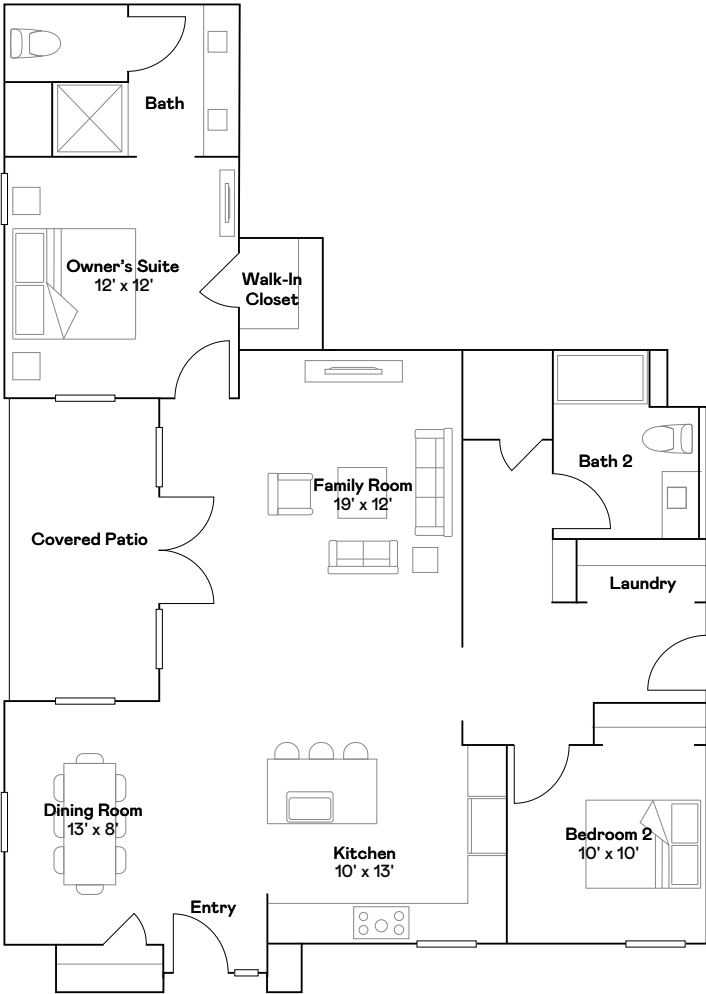 Bath
Owner's Suite
12' x 12'
Walk-In
Closet
Family Room
19' x 12'
Bath 2
Covered Patio
Laundry
Dining Room
13' x 8'
Kitchen
10' x 13'
Bedroom 2
10' x 10'
Entry